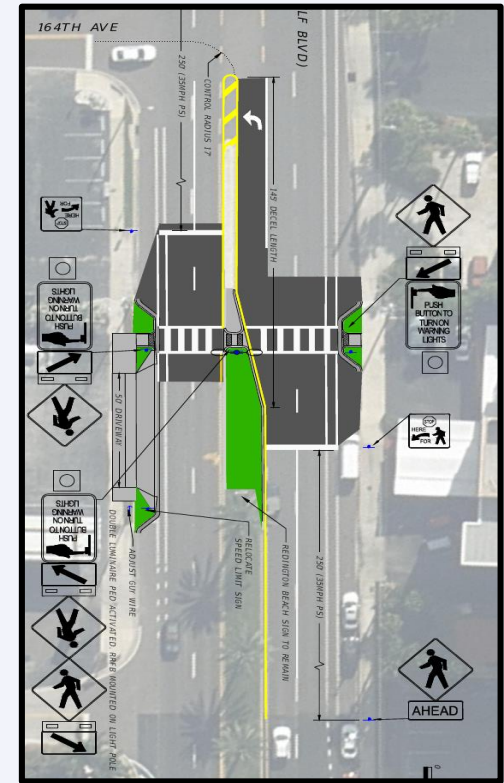 164TH AVE
LF BLVD)
250' (35MPH PS)
CONTROL RADIUS 17
145' DECEL LENGTH
STOP
HERE
FOR
PUSH
BUTTON TO
TURN ON
WARNING
LIGHTS
PUSH
BUTTON TO
TURN ON
WARNING
LIGHTS
50' DRIVEWAY
STOP
HERE
FOR
PUSH
BUTTON TO
TURN ON
WARNING
LIGHTS
ADJUST GUY WIRE
DOUBLE LUMINAIRE PED ACTIVATED RRFB MOUNTED ON LIGHT POLE
RELOCATE
SPEED LIMIT SIGN
REDINGTON BEACH SIGN TO REMAIN
250' (35MPH PS)
AHEAD